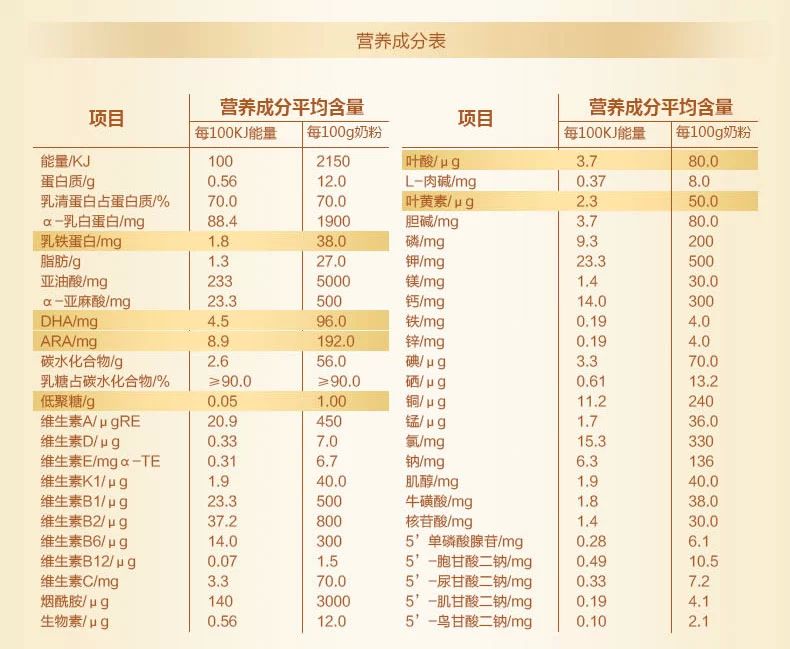 营养成分表
项目 营养成分平均含量
每100KJ能量 每100g奶粉
能量/KJ 100 2150
蛋白质/g 0.56 12.0
乳清蛋白占蛋白质/% 70.0 70.0
α-乳白蛋白/mg 88.4 1900
乳铁蛋白/mg 1.8 38.0
脂肪/g 1.3 27.0
亚油酸/mg 233 5000
α-亚麻酸/mg 23.3 500
DHA/mg 4.5 96.0
ARA/mg 8.9 192.0
碳水化合物/g 2.6 56.0
乳糖占碳水化合物/% ≥90.0 ≥90.0
低聚糖/g 0.05 1.00
维生素A/μgRE 20.9 450
维生素D/μg 0.33 7.0
维生素E/mgα-TE 0.31 6.7
维生素K1/μg 1.9 40.0
维生素B1/μg 23.3 500
维生素B2/μg 37.2 800
维生素B6/μg 14.0 300
维生素B12/μg 0.07 1.5
维生素C/mg 3.3 70.0
烟酰胺/μg 140 3000
生物素/μg 0.56 12.0
项目 营养成分平均含量
每100KJ能量 每100g奶粉
叶酸/μg 3.7 80.0
L-肉碱/mg 0.37 8.0
叶黄素/μg 2.3 50.0
胆碱/mg 3.7 80.0
磷/mg 9.3 200
钾/mg 23.3 500
镁/mg 1.4 30.0
钙/mg 14.0 300
铁/mg 0.19 4.0
锌/mg 0.19 4.0
碘/μg 3.3 70.0
硒/μg 0.61 13.2
铜/μg 11.2 240
锰/μg 1.7 36.0
氯/mg 15.3 330
钠/mg 6.3 136
肌醇/mg 1.9 40.0
牛磺酸/mg 1.8 38.0
核苷酸/mg 1.4 30.0
5’单磷酸腺苷/mg 0.28 6.1
5’-胞甘酸二钠/mg 0.49 10.5
5’-尿甘酸二钠/mg 0.33 7.2
5’-肌甘酸二钠/mg 0.19 4.1
5’-鸟甘酸二钠/mg 0.10 2.1